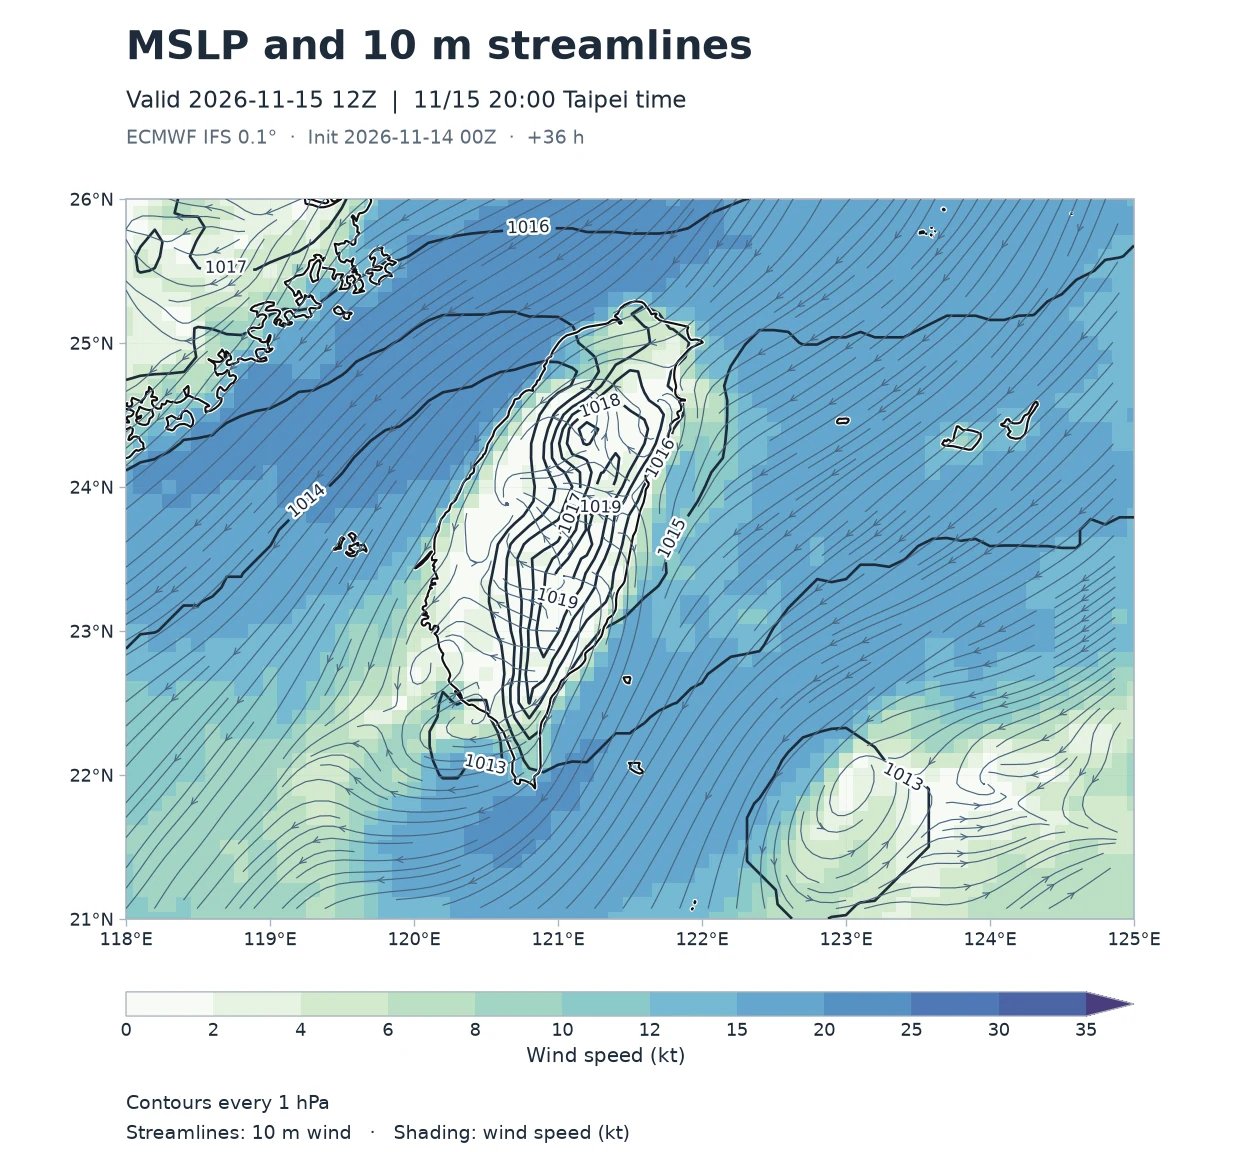 MSLP and 10 m streamlines
Valid 2026-11-15 12Z | 11/15 20:00 Taipei time
ECMWF IFS 0.1° · Init 2026-11-14 00Z · +36 h
26°N
1016
1017
25°N
1018
1016
24°N
1014
1017
1019
1015
1019
23°N
22°N
1013
1013
21°N
118°E 119°E 120°E 121°E 122°E 123°E 124°E 125°E
0 2 4 6 8 10 12 15 20 25 30 35
Wind speed (kt)
Contours every 1 hPa
Streamlines: 10 m wind · Shading: wind speed (kt)